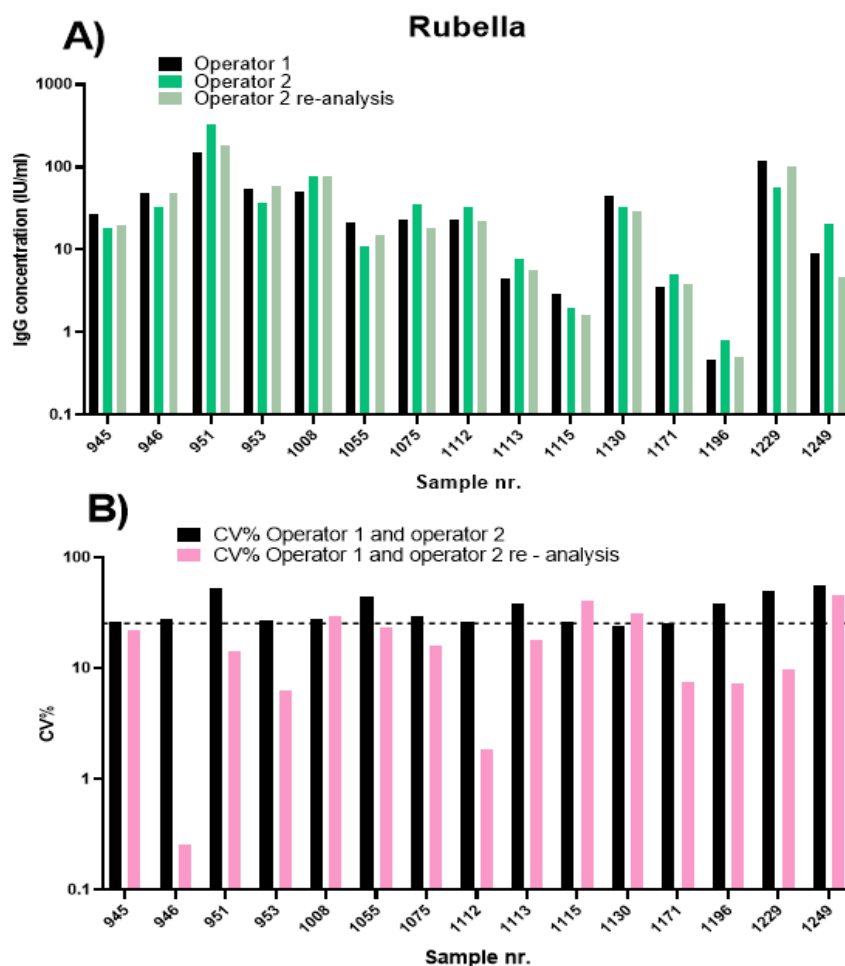 Rubella
A)
Operator 1
Operator 2
Operator 2 re-analysis
IgG concentration (IU/ml)
1000
100
10
1
0.1
945 946 951 953 1008 1055 1075 1112 1113 1115 1130 1171 1196 1229 1249
Sample nr.
B)
CV% Operator 1 and operator 2
CV% Operator 1 and operator 2 re - analysis
CV%
100
10
1
0.1
945 946 951 953 1008 1055 1075 1112 1113 1115 1130 1171 1196 1229 1249
Sample nr.